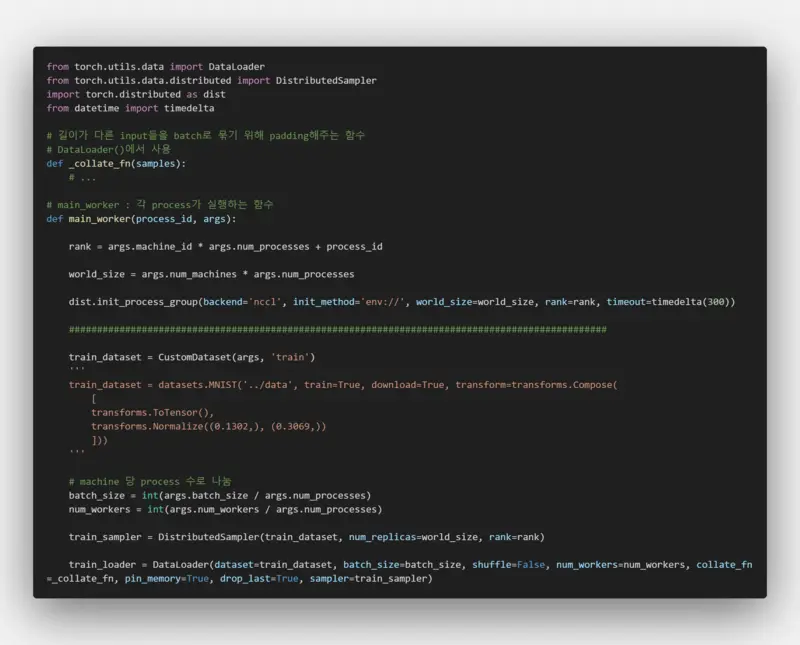 from torch.utils.data import DataLoader
from torch.utils.data.distributed import DistributedSampler
import torch.distributed as dist
from datetime import timedelta

# 길이가 다른 input들을 batch로 묶기 위해 padding해주는 함수
# DataLoader()에서 사용
def _collate_fn(samples):
    # ...

# main_worker : 각 process가 실행하는 함수
def main_worker(process_id, args):

    rank = args.machine_id * args.num_processes + process_id

    world_size = args.num_machines * args.num_processes

    dist.init_process_group(backend='nccl', init_method='env://', world_size=world_size, rank=rank, timeout=timedelta(300))

    ################################################################################################

    train_dataset = CustomDataset(args, 'train')
    '''
    train_dataset = datasets.MNIST('../data', train=True, download=True, transform=transforms.Compose(
        [
        transforms.ToTensor(),
        transforms.Normalize((0.1302,), (0.3069,))
        ]))
    '''

    # machine 당 process 수로 나눔
    batch_size = int(args.batch_size / args.num_processes)
    num_workers = int(args.num_workers / args.num_processes)

    train_sampler = DistributedSampler(train_dataset, num_replicas=world_size, rank=rank)

    train_loader = DataLoader(dataset=train_dataset, batch_size=batch_size, shuffle=False, num_workers=num_workers, collate_fn
=_collate_fn, pin_memory=True, drop_last=True, sampler=train_sampler)